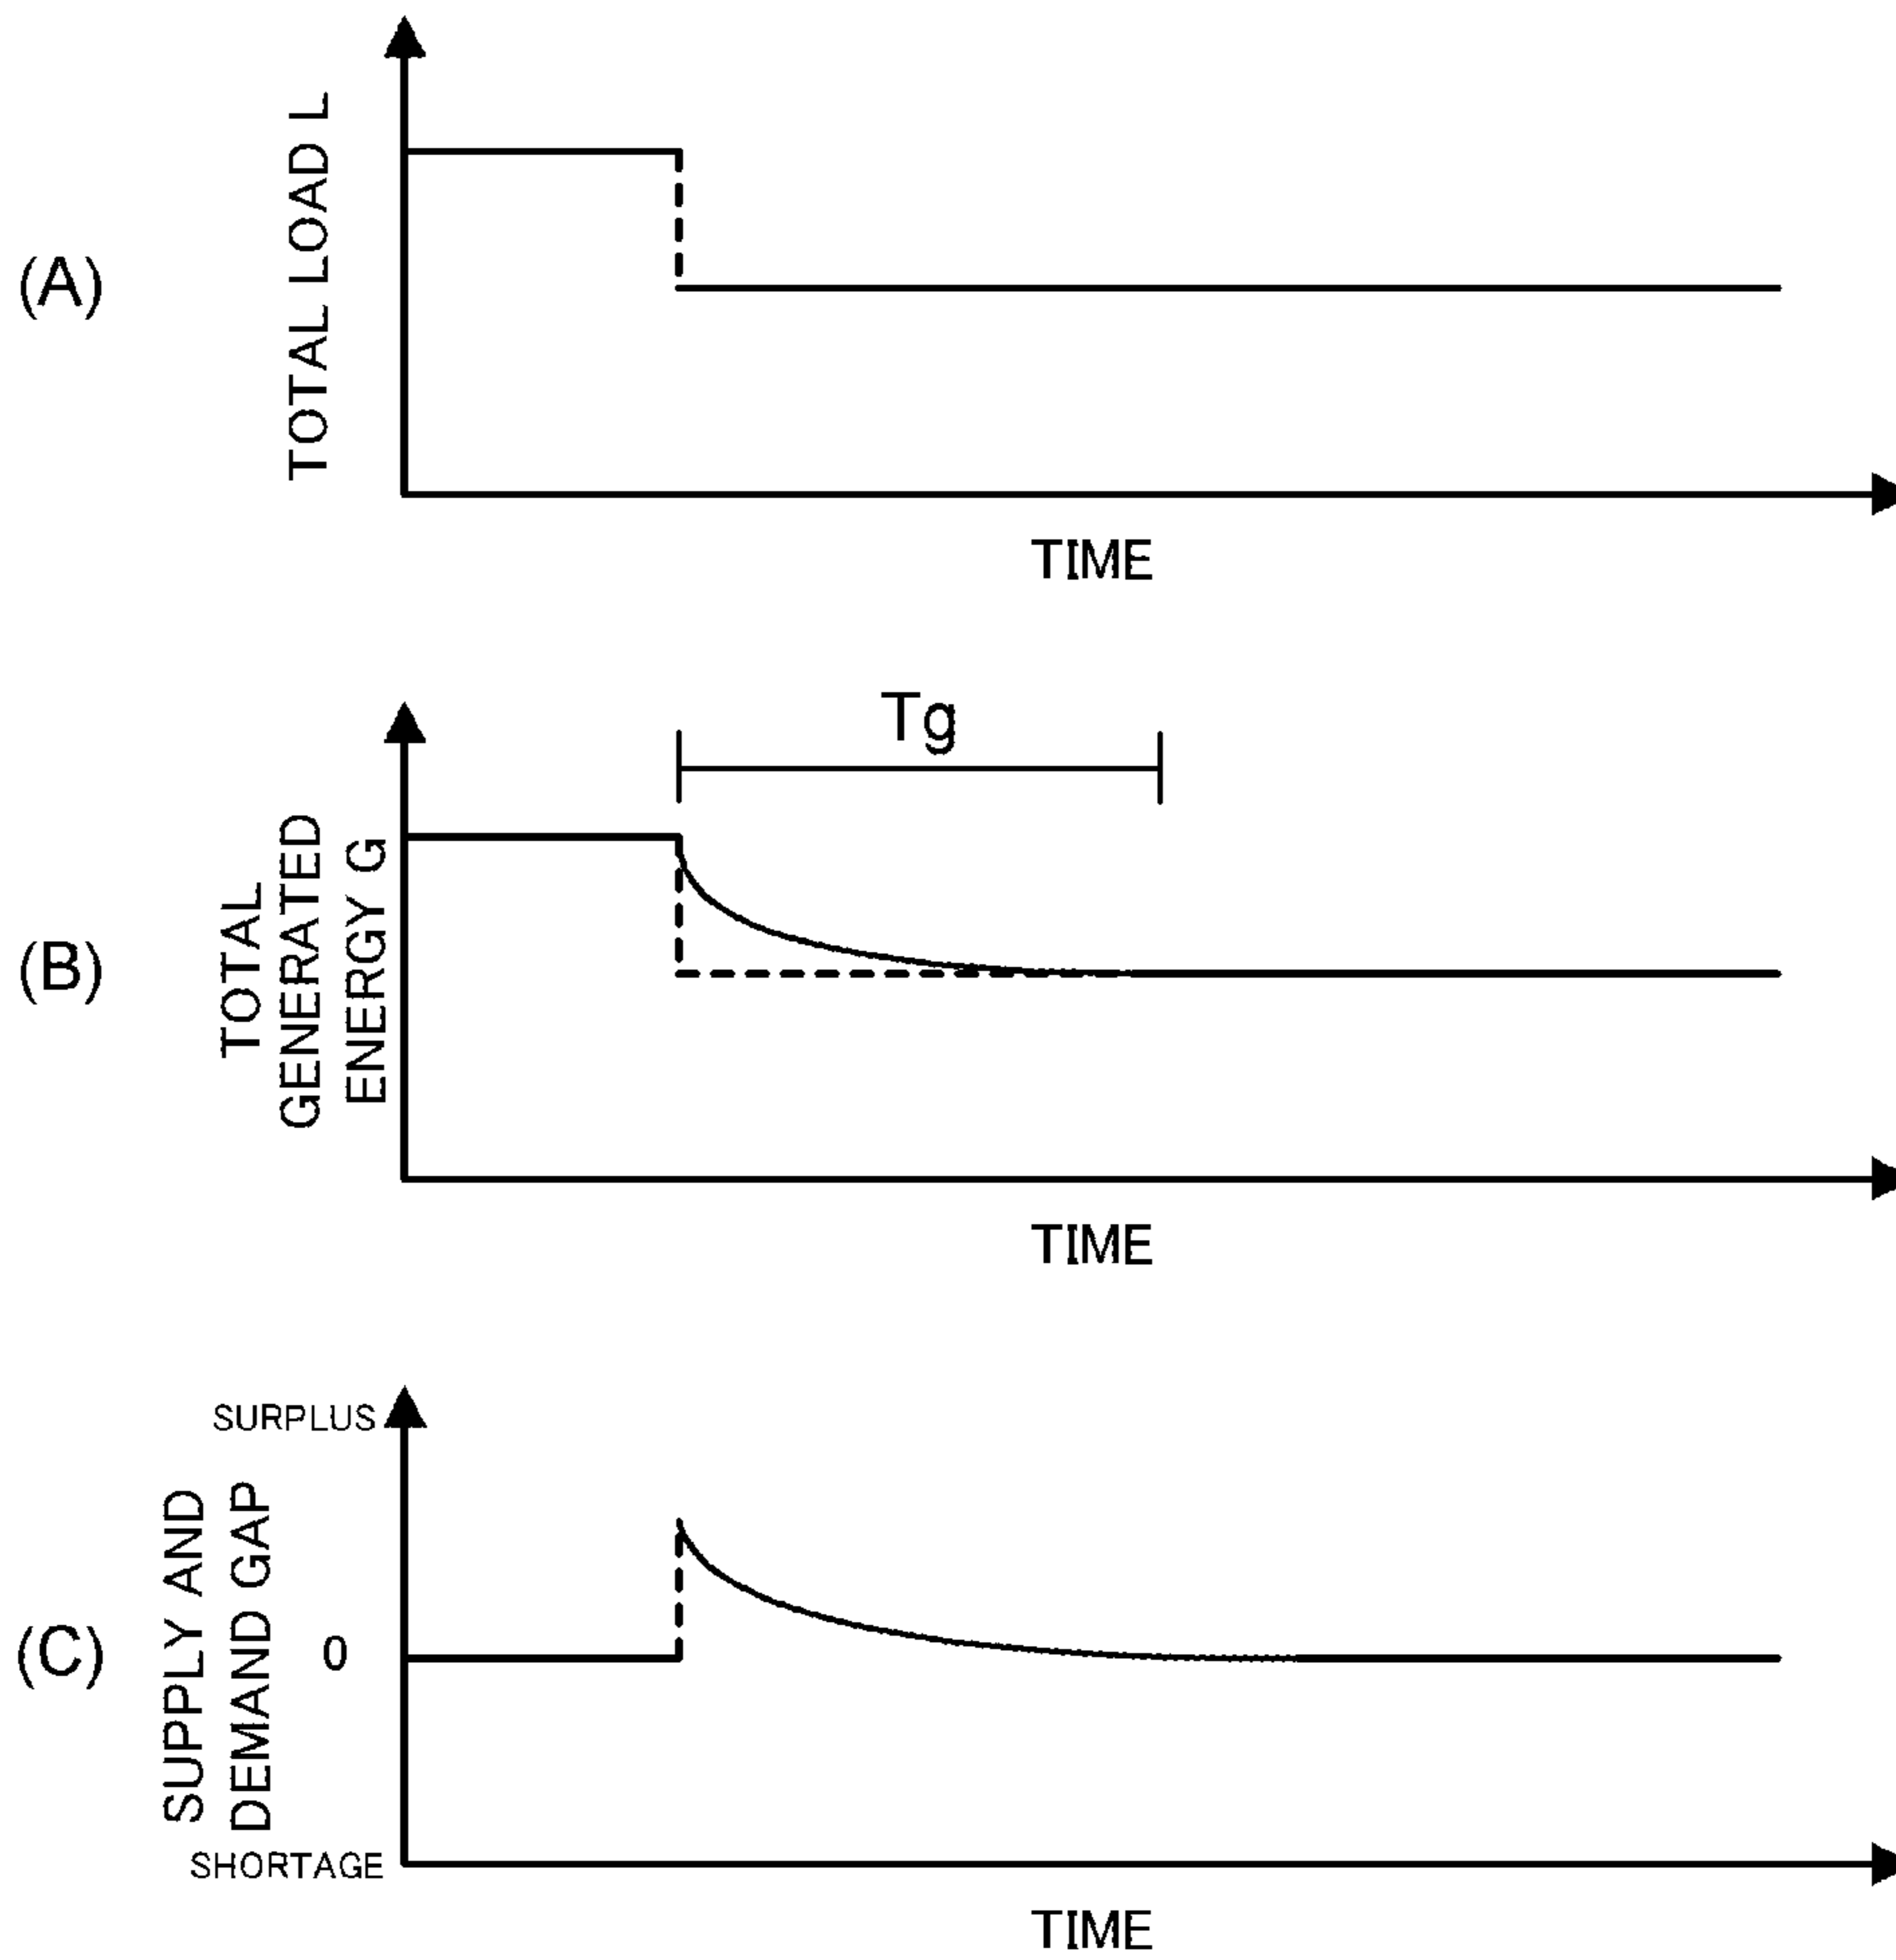 (A)
TOTAL LOAD L
TIME
Tg
(B)
TOTAL
GENERATED
ENERGY G
TIME
SURPLUS
(C)
SUPPLY AND
DEMAND GAP
0
SHORTAGE
TIME